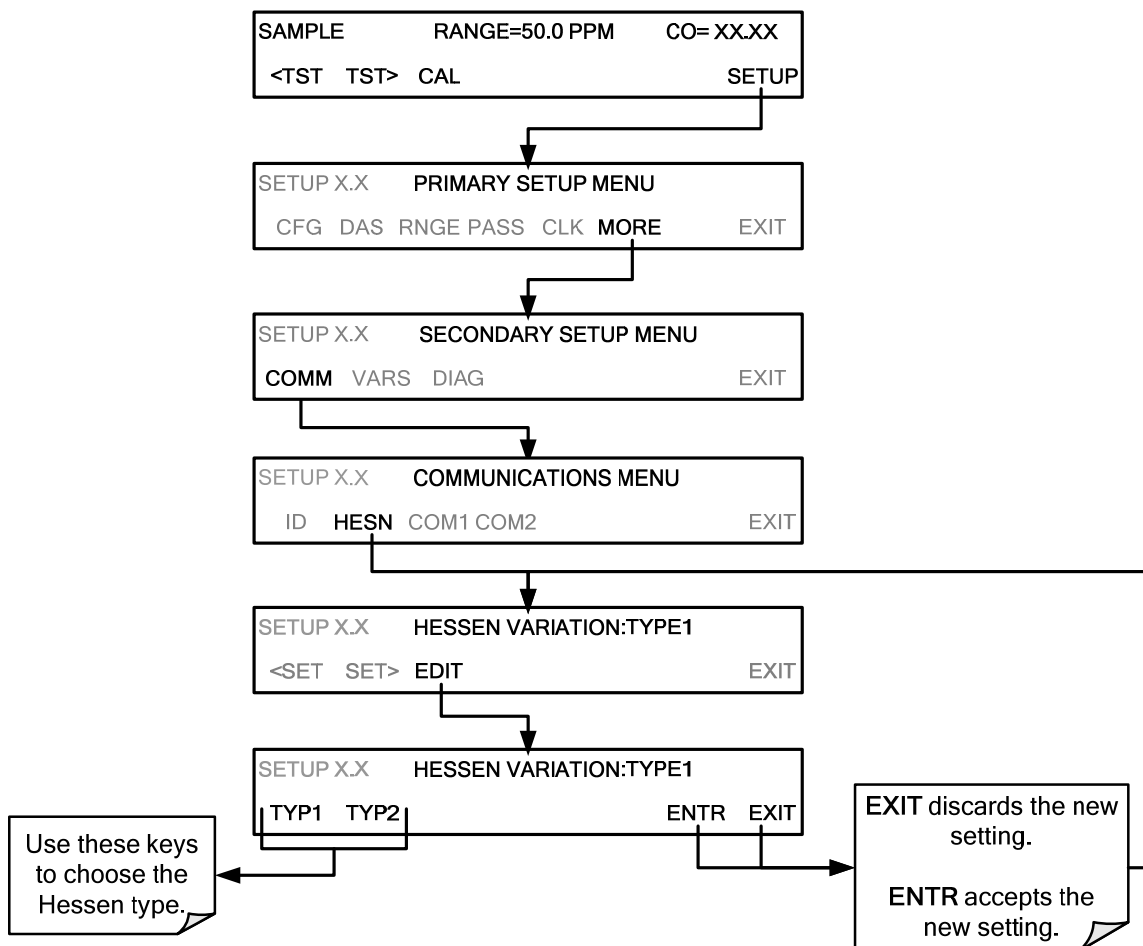 SAMPLE RANGE=50.0 PPM CO= XX.XX
<TST TST> CAL SETUP
SETUP X.X PRIMARY SETUP MENU
CFG DAS RNGE PASS CLK MORE EXIT
SETUP X.X SECONDARY SETUP MENU
COMM VARS DIAG EXIT
SETUP X.X COMMUNICATIONS MENU
ID HESN COM1 COM2 EXIT
SETUP X.X HESSEN VARIATION:TYPE1
<SET SET> EDIT EXIT
SETUP X.X HESSEN VARIATION:TYPE1
TYP1 TYP2 ENTR EXIT
Use these keys
to choose the
Hessen type.
EXIT discards the new
setting.
ENTR accepts the
new setting.